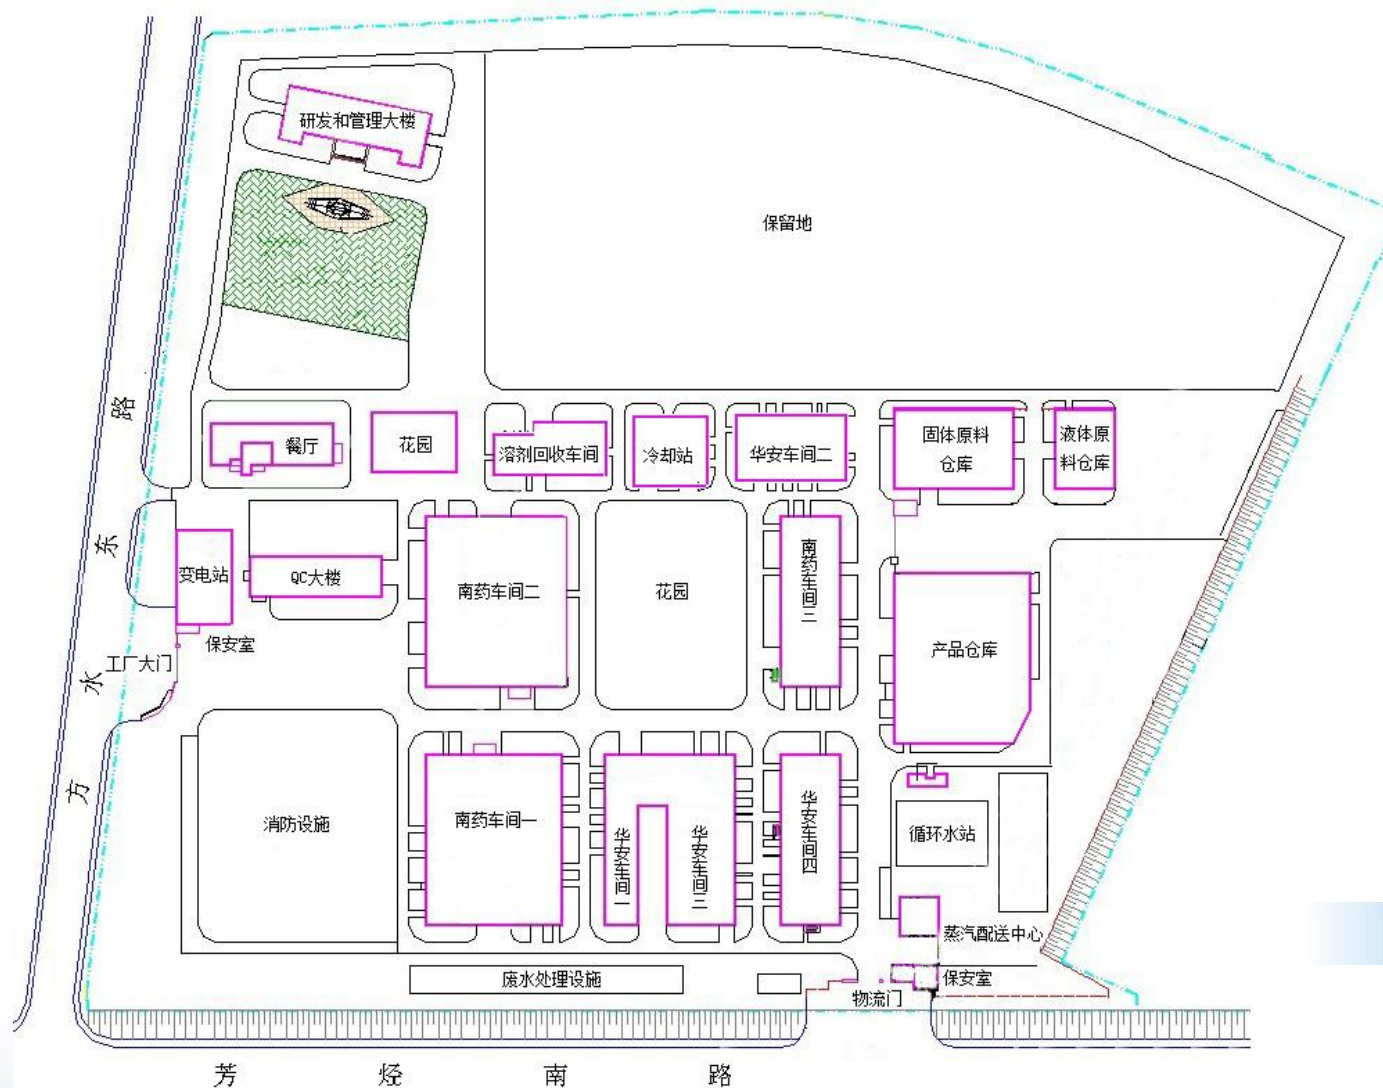 研发和管理大楼
保留地
餐厅
花园
溶剂回收车间
冷却站
华安车间二
固体原料
仓库
液体原
料仓库
变电站
QC大楼
南药车间二
花园
南药车间三
产品仓库
保安室
工厂大门
消防设施
南药车间一
华安车间一
华安车间三
华安车间四
循环水站
蒸汽配送中心
废水处理设施
保安室
物流门
方水东路
芳烃南路